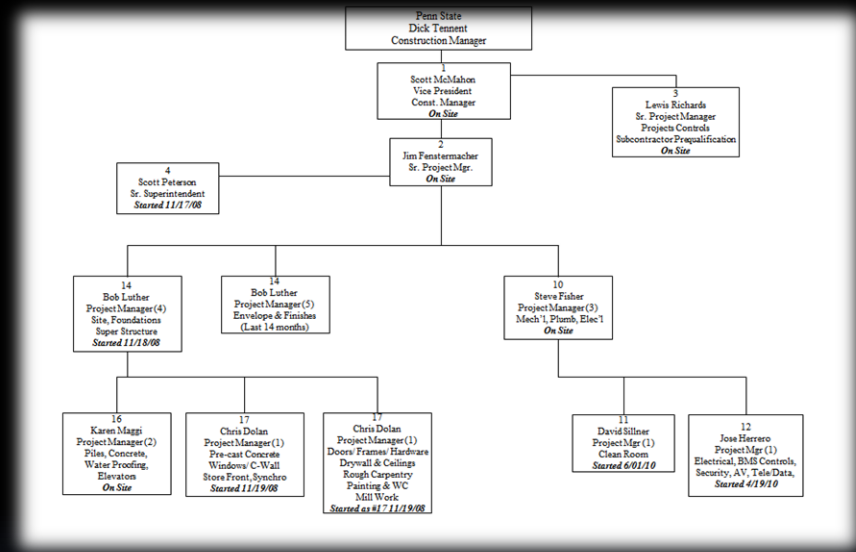 Penn State
Dick Tennent
Construction Manager
1
Scott McMahon
Vice President
Const. Manager
On Site
3
Lewis Richards
Sr. Project Manager
Projects Controls
Subcontractor Prequalification
On Site
2
Jim Fenstermacher
Sr. Project Mgr.
On Site
4
Scott Peterson
Sr. Superintendent
Started 11/17/08
14
Bob Luther
Project Manager (4)
Site, Foundations
Super Structure
Started 11/18/08
14
Bob Luther
Project Manager (5)
Envelope & Finishes
(Last 14 months)
10
Steve Fisher
Project Manager (3)
Mech'l, Plumb, Elec'l
On Site
16
Karen Maggi
Project Manager (2)
Piles, Concrete,
Water Proofing,
Elevators
On Site
17
Chris Dolan
Project Manager (1)
Pre-cast Concrete
Windows/ C-Wall
Store Front, Synchro
Started 11/19/08
17
Chris Dolan
Project Manager (1)
Doors/ Frames/ Hardware
Drywall & Ceilings
Rough Carpentry
Painting & WC
Mill Work
Started as #17 11/19/08
11
David Sillner
Project Mgr (1)
Clean Room
Started 6/01/10
12
Jose Herrero
Project Mgr (1)
Electrical, BMS Controls,
Security, AV, Tele/Data,
Started 4/19/10